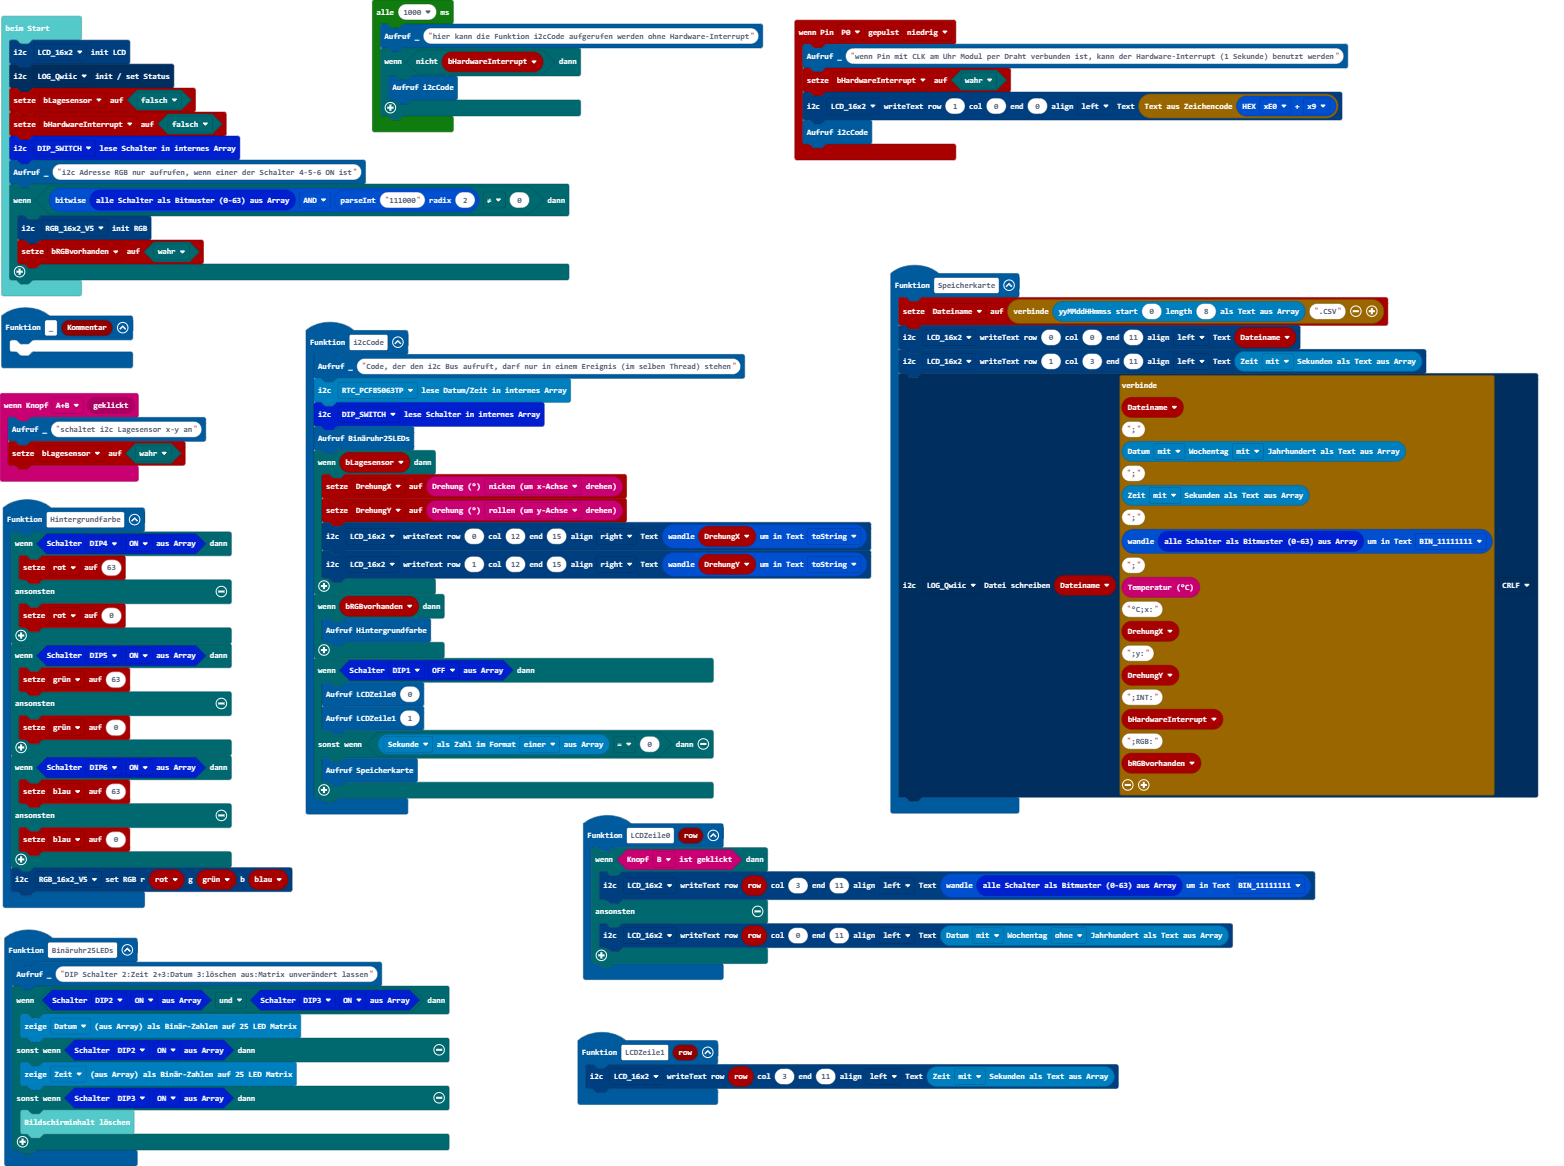 beim Start
i2c LCD_16x2 init LCD
i2c LOG_Qwiic init / set Status
setze bLagesensor auf falsch
setze bHardwareInterrupt auf falsch
i2c DIP_SWITCH lese Schalter in internes Array
Aufruf _ "i2c Adresse RGB nur aufrufen, wenn einer der Schalter 4-5-6 ON ist"
wenn bitwise alle Schalter als Bitmuster (0-63) aus Array AND parseInt "111000" radix 2 ≠ 0 dann
i2c RGB_16x2_V5 init RGB
setze bRGBvorhanden auf wahr
alle 1000 ms
Aufruf _ "hier kann die Funktion i2cCode aufgerufen werden ohne Hardware-Interrupt"
wenn nicht bHardwareInterrupt dann
Aufruf i2cCode
wenn Pin P0 gepulst niedrig
Aufruf _ "wenn Pin mit CLK am Uhr Modul per Draht verbunden ist, kann der Hardware-Interrupt (1 Sekunde) benutzt werden"
setze bHardwareInterrupt auf wahr
i2c LCD_16x2 writeText row 1 col 0 end 0 align left Text Text aus Zeichencode HEX xE0 + x9
Aufruf i2cCode
Funktion _ Kommentar
wenn Knopf A+B geklickt
Aufruf _ "schaltet i2c Lagesensor x-y an"
setze bLagesensor auf wahr
Funktion Hintergrundfarbe
wenn Schalter DIP4 ON aus Array dann
setze rot auf 63
ansonsten
setze rot auf 0
wenn Schalter DIP5 ON aus Array dann
setze grün auf 63
ansonsten
setze grün auf 0
wenn Schalter DIP6 ON aus Array dann
setze blau auf 63
ansonsten
setze blau auf 0
i2c RGB_16x2_V5 set RGB r rot g grün b blau
Funktion Binäruhr25LEDs
Aufruf _ "DIP Schalter 2:Zeit 2+3:Datum 3:löschen aus:Matrix unverändert lassen"
wenn Schalter DIP2 ON aus Array und Schalter DIP3 ON aus Array dann
zeige Datum (aus Array) als Binär-Zahlen auf 25 LED Matrix
sonst wenn Schalter DIP2 ON aus Array dann
zeige Zeit (aus Array) als Binär-Zahlen auf 25 LED Matrix
sonst wenn Schalter DIP3 ON aus Array dann
Bildschirminhalt löschen
Funktion i2cCode
Aufruf _ "Code, der den i2c Bus aufruft, darf nur in einem Ereignis (im selben Thread) stehen"
i2c RTC_PCF85063TP lese Datum/Zeit in internes Array
i2c DIP_SWITCH lese Schalter in internes Array
Aufruf Binäruhr25LEDs
wenn bLagesensor dann
setze DrehungX auf Drehung (°) nicken (um x-Achse drehen)
setze DrehungY auf Drehung (°) rollen (um y-Achse drehen)
i2c LCD_16x2 writeText row 0 col 12 end 15 align right Text wandle DrehungX um in Text toString
i2c LCD_16x2 writeText row 1 col 12 end 15 align right Text wandle DrehungY um in Text toString
wenn bRGBvorhanden dann
Aufruf Hintergrundfarbe
wenn Schalter DIP1 OFF aus Array dann
Aufruf LCDZeile0 0
Aufruf LCDZeile1 1
sonst wenn Sekunde als Zahl im Format einer aus Array = 0 dann
Aufruf Speicherkarte
Funktion Speicherkarte
setze Dateiname auf verbinde yyMMddHHmmss start 0 length 8 als Text aus Array ".CSV"
i2c LCD_16x2 writeText row 0 col 0 end 11 align left Text Dateiname
i2c LCD_16x2 writeText row 1 col 3 end 11 align left Text Zeit mit Sekunden als Text aus Array
verbinde
Dateiname
";"
Datum mit Wochentag mit Jahrhundert als Text aus Array
";"
Zeit mit Sekunden als Text aus Array
";"
wandle alle Schalter als Bitmuster (0-63) aus Array um in Text BIN_11111111
";"
i2c LOG_Qwiic Datei schreiben Dateiname Temperatur (°C) CRLF
"°C;x:"
DrehungX
";y:"
DrehungY
";INT:"
bHardwareInterrupt
";RGB:"
bRGBvorhanden
Funktion LCDZeile0 row
wenn Knopf B ist geklickt dann
i2c LCD_16x2 writeText row row col 3 end 11 align left Text wandle alle Schalter als Bitmuster (0-63) aus Array um in Text BIN_11111111
ansonsten
i2c LCD_16x2 writeText row row col 0 end 11 align left Text Datum mit Wochentag ohne Jahrhundert als Text aus Array
Funktion LCDZeile1 row
i2c LCD_16x2 writeText row row col 3 end 11 align left Text Zeit mit Sekunden als Text aus Array